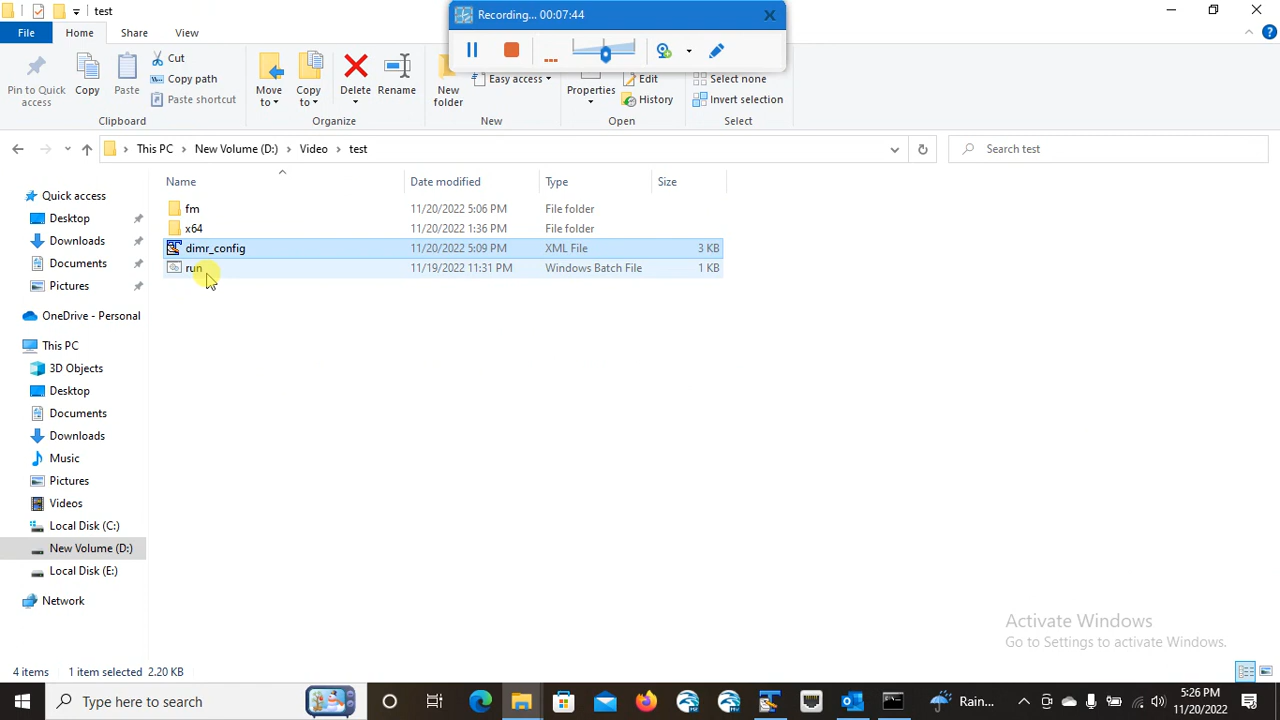 test
Recording... 00:07:44
File
Home
Share
View
Pin to Quick access
Copy
Paste
Cut
Copy path
Paste shortcut
Clipboard
Move to
Copy to
Delete
Rename
Organize
New folder
Easy access
New
Properties
Edit
History
Open
Select none
Invert selection
Select
This PC
New Volume (D:)
Video
test
Search test
Name
Date modified
Type
Size
fm 11/20/2022 5:06 PM File folder
x64 11/20/2022 1:36 PM File folder
dimr_config 11/20/2022 5:09 PM XML File 3 KB
run 11/19/2022 11:31 PM Windows Batch File 1 KB
Quick access
Desktop
Downloads
Documents
Pictures
OneDrive - Personal
This PC
3D Objects
Desktop
Documents
Downloads
Music
Pictures
Videos
Local Disk (C:)
New Volume (D:)
Local Disk (E:)
Network
Activate Windows
Go to Settings to activate Windows.
4 items 1 item selected 2.20 KB
Type here to search
Rain...
5:26 PM
11/20/2022